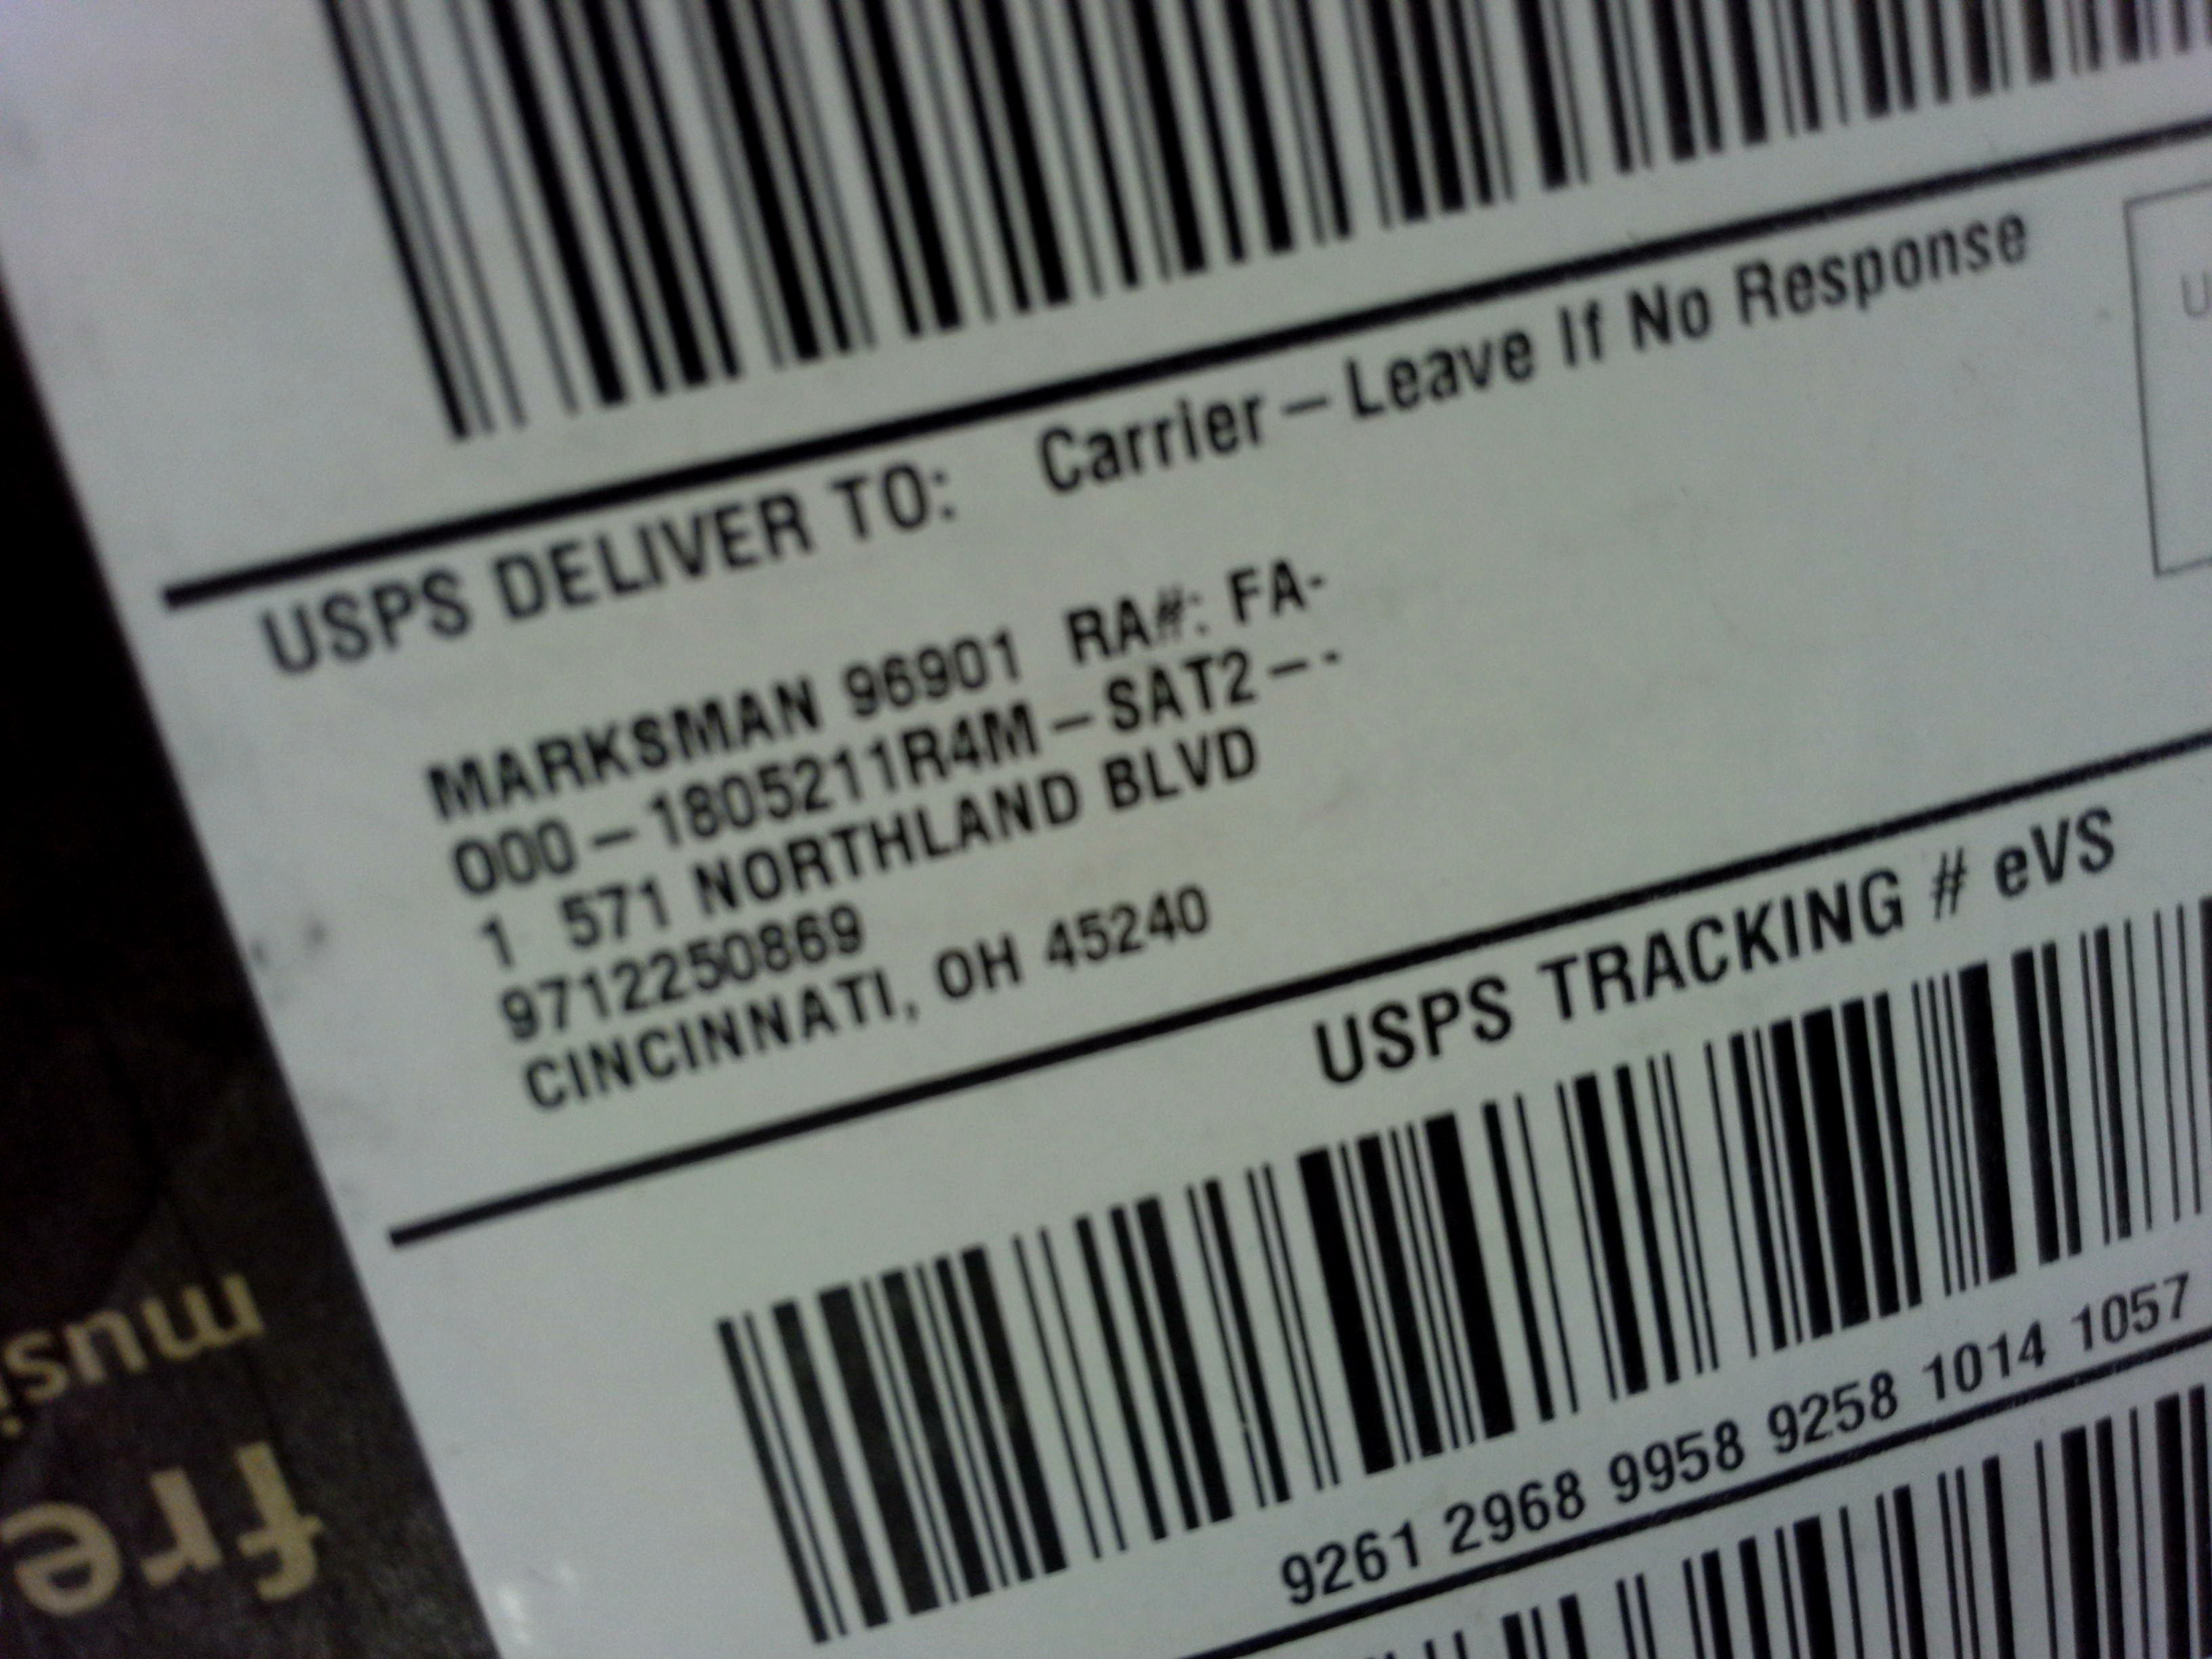 USPS DELIVER TO: Carrier – Leave If No Response
MARKSMAN 96901 RA#: FA-
000 – 1805211R4M – SAT2 – -
1 571 NORTHLAND BLVD
9712250869
CINCINNATI, OH 45240
USPS TRACKING # eVS
9261 2968 9958 9258 1014 1057
musi
fre